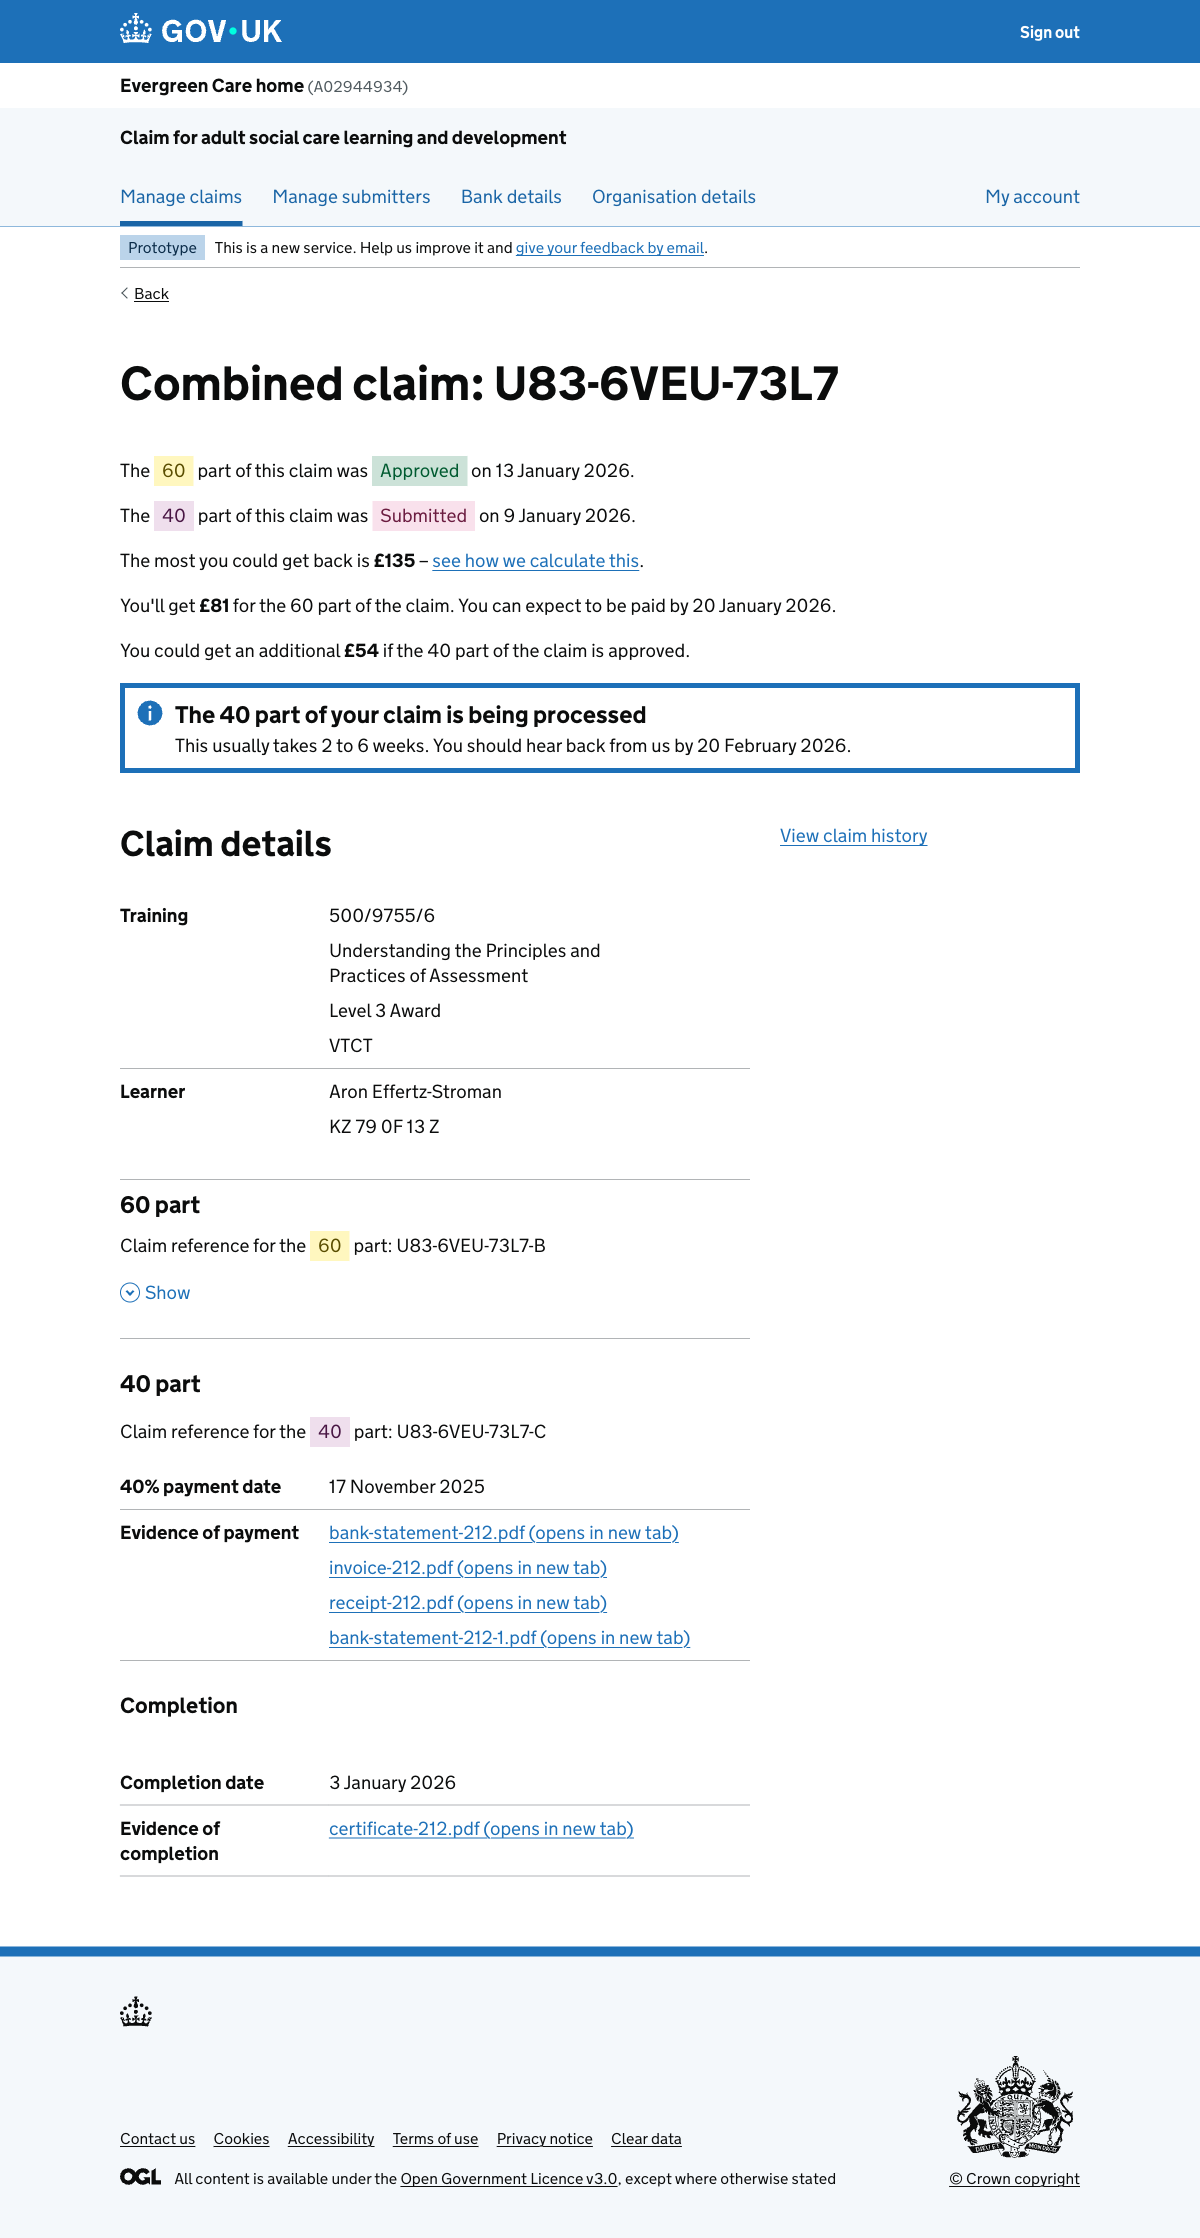 GOV·UK
Sign out
Evergreen Care home (A02944934)
Claim for adult social care learning and development
Manage claims Manage submitters Bank details Organisation details My account
Prototype This is a new service. Help us improve it and give your feedback by email.
Back
Combined claim: U83-6VEU-73L7
The 60 part of this claim was Approved on 13 January 2026.
The 40 part of this claim was Submitted on 9 January 2026.
The most you could get back is £135 – see how we calculate this.
You'll get £81 for the 60 part of the claim. You can expect to be paid by 20 January 2026.
You could get an additional £54 if the 40 part of the claim is approved.
The 40 part of your claim is being processed
This usually takes 2 to 6 weeks. You should hear back from us by 20 February 2026.
Claim details
View claim history
Training 500/9755/6
Understanding the Principles and
Practices of Assessment
Level 3 Award
VTCT
Learner Aron Effertz-Stroman
KZ 79 0F 13 Z
60 part
Claim reference for the 60 part: U83-6VEU-73L7-B
Show
40 part
Claim reference for the 40 part: U83-6VEU-73L7-C
40% payment date 17 November 2025
Evidence of payment bank-statement-212.pdf (opens in new tab)
invoice-212.pdf (opens in new tab)
receipt-212.pdf (opens in new tab)
bank-statement-212-1.pdf (opens in new tab)
Completion
Completion date 3 January 2026
Evidence of certificate-212.pdf (opens in new tab)
completion
Contact us Cookies Accessibility Terms of use Privacy notice Clear data
OGL All content is available under the Open Government Licence v3.0, except where otherwise stated
© Crown copyright